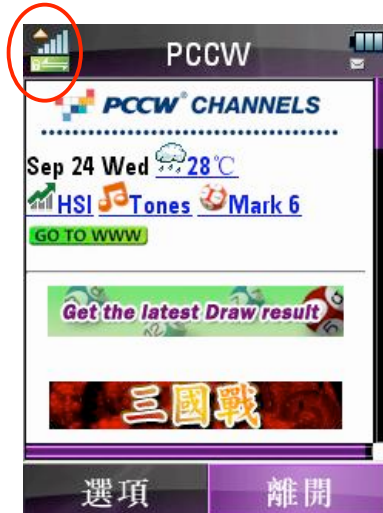 PCCW
PCCW® CHANNELS
Sep 24 Wed 28℃
HSI Tones Mark 6
GO TO WWW
Get the latest Draw result
三國戰
選項 離開